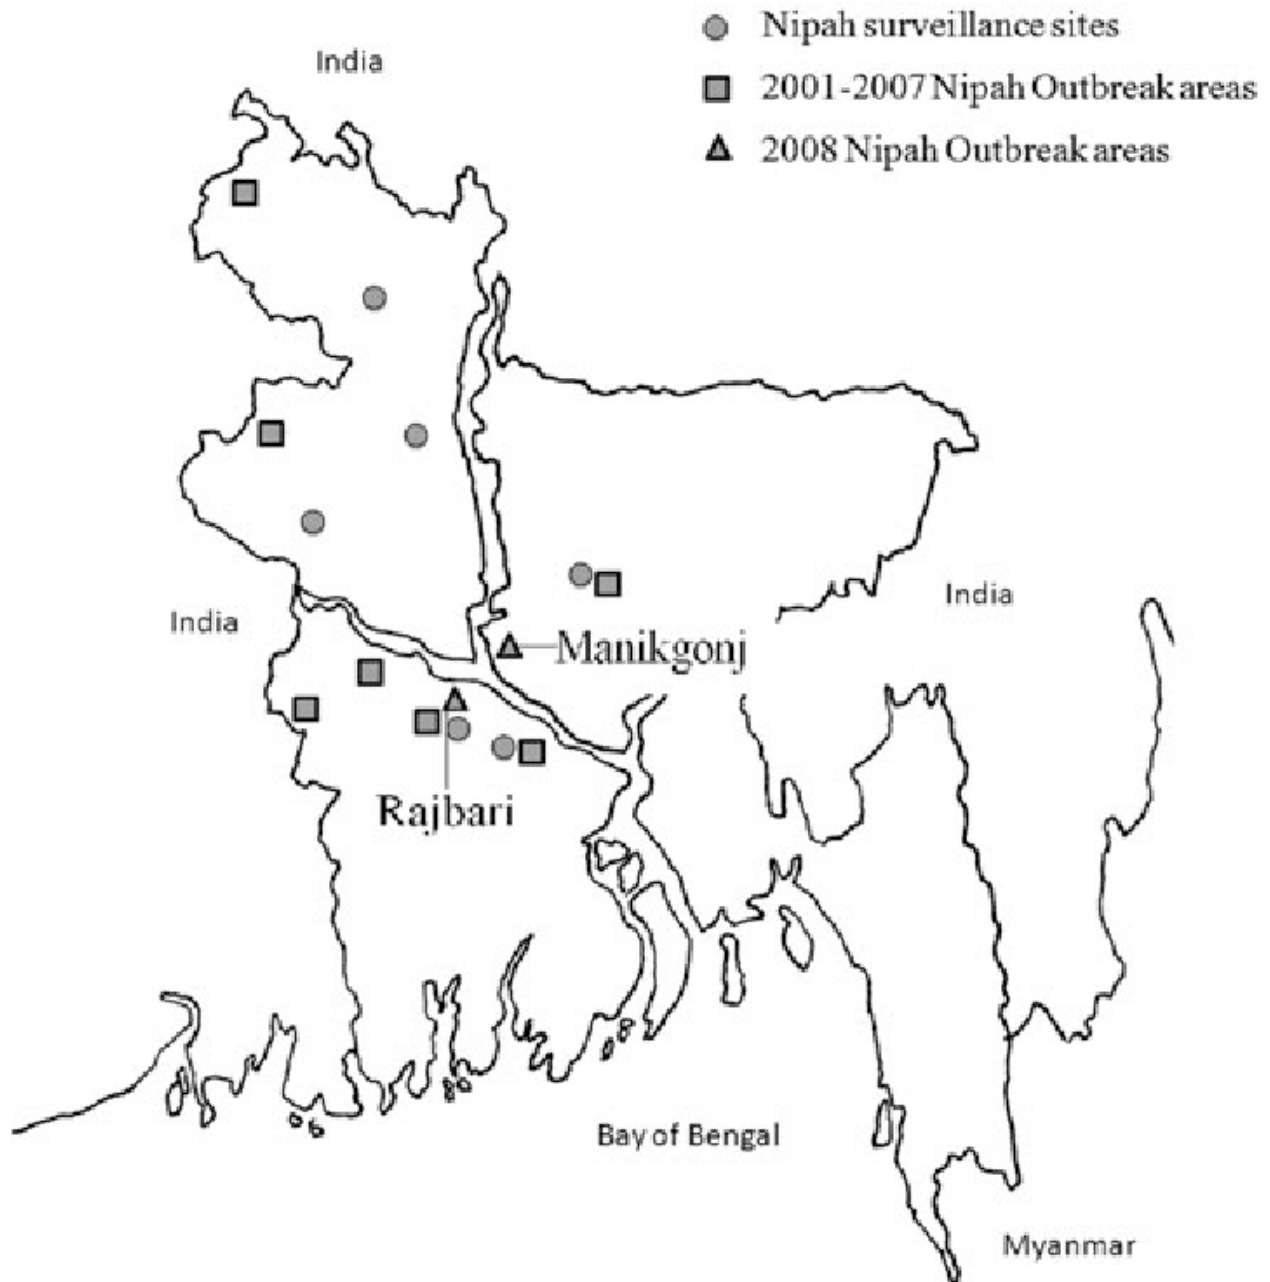 Nipah surveillance sites
2001-2007 Nipah Outbreak areas
2008 Nipah Outbreak areas
India
India
India
Manikgonj
Rajbari
Bay of Bengal
Myanmar